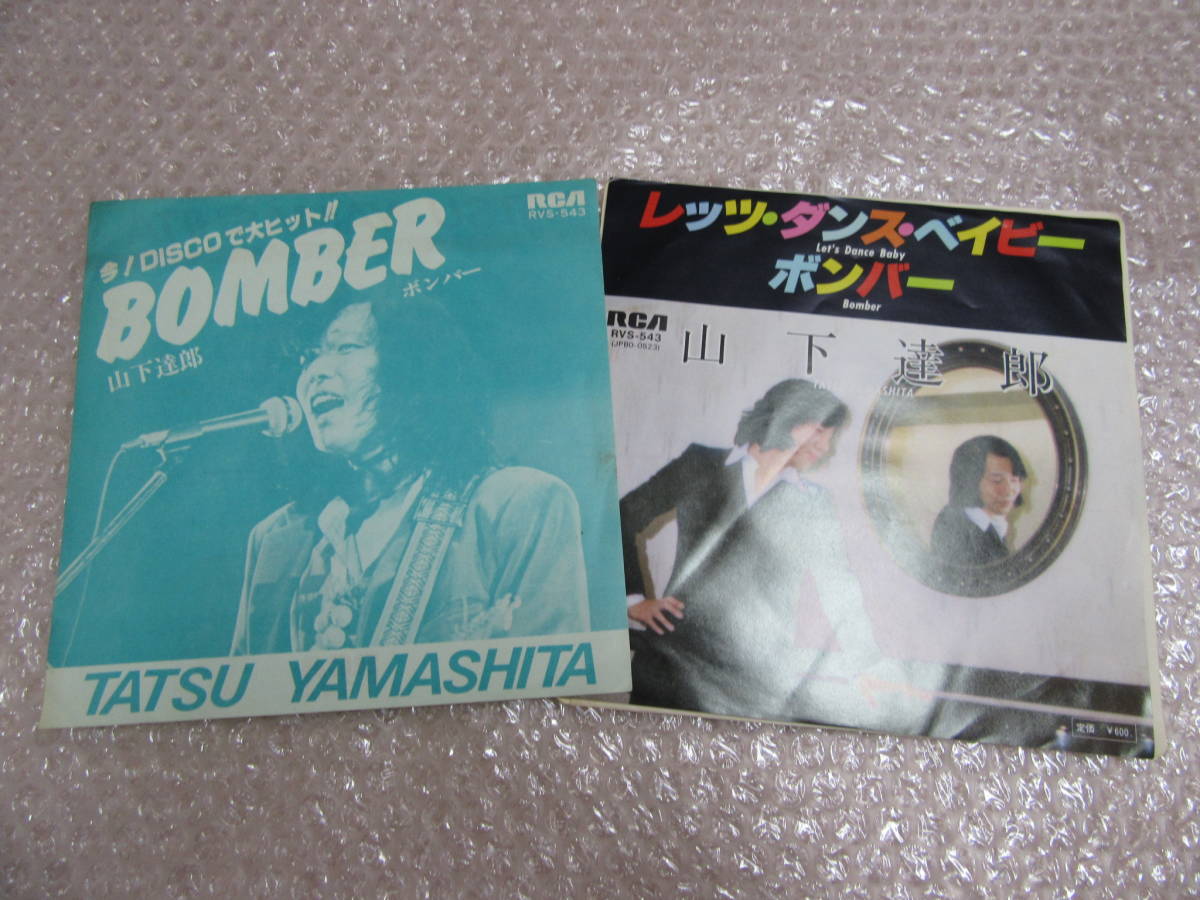 今！DISCOで大ヒット!!
BOMBER
ボンバー
山下達郎
RCA
RVS-543
TATSU YAMASHITA
レッツ・ダンス・ベイビー
Let's Dance Baby
ボンバー
Bomber
RCA
RVS-543
(JPBO-0523)
山下達郎
定価 ¥600